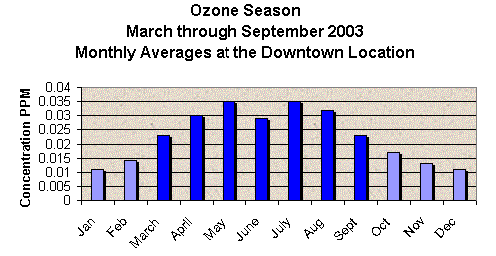 Ozone Season
March through September 2003
Monthly Averages at the Downtown Location
Concentration PPM
0.04
0.035
0.03
0.025
0.02
0.015
0.01
0.005
0
Jan
Feb
March
April
May
June
July
Aug
Sept
Oct
Nov
Dec